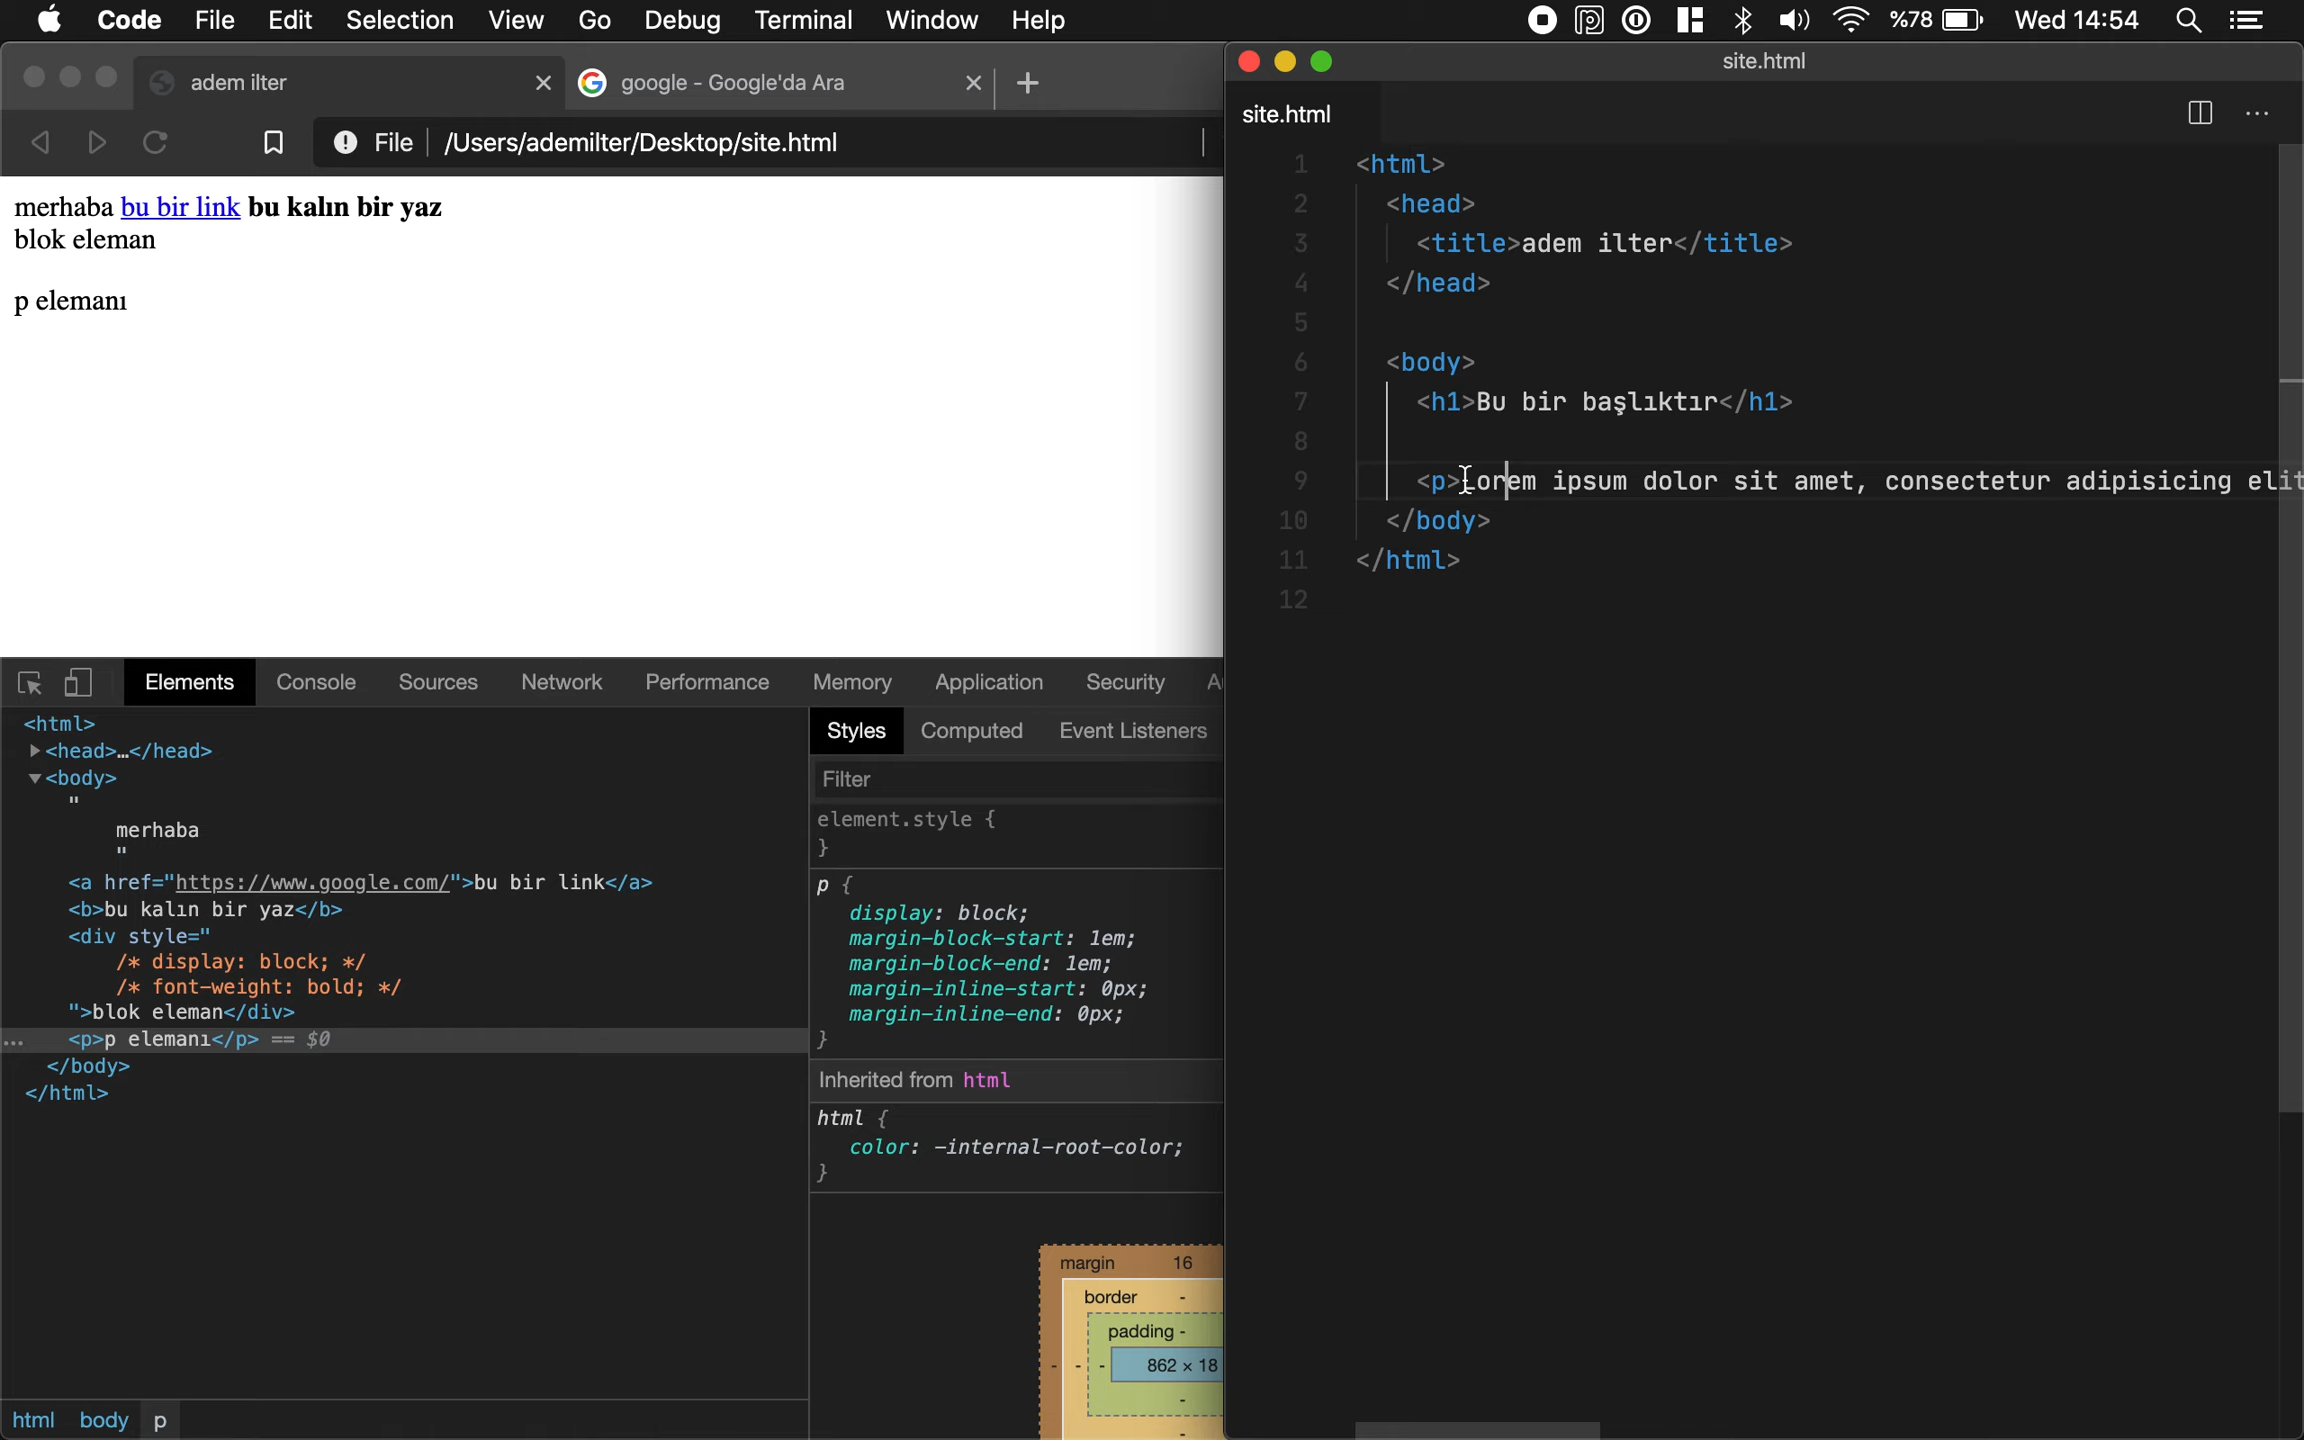 Code File Edit Selection View Go Debug Terminal Window Help %78 Wed 14:54
adem ilter
google - Google'da Ara
File /Users/ademilter/Desktop/site.html
merhaba bu bir link bu kalın bir yaz
blok eleman
p elemanı
Elements Console Sources Network Performance Memory Application Security
<html>
<head>…</head>
<body>
"
merhaba
"
<a href="https://www.google.com/">bu bir link</a>
<b>bu kalın bir yaz</b>
<div style="
/* display: block; */
/* font-weight: bold; */
">blok eleman</div>
… <p>p elemanı</p> == $0
</body>
</html>
html body p
Styles Computed Event Listeners
Filter
element.style {
}
p {
display: block;
margin-block-start: 1em;
margin-block-end: 1em;
margin-inline-start: 0px;
margin-inline-end: 0px;
}
Inherited from html
html {
color: -internal-root-color;
}
margin 16
border -
padding -
- - - 862 × 18
-
-
site.html
site.html
1 <html>
2 <head>
3 <title>adem ilter</title>
4 </head>
5
6 <body>
7 <h1>Bu bir başlıktır</h1>
8
9 <p>Lorem ipsum dolor sit amet, consectetur adipisicing elit
10 </body>
11 </html>
12